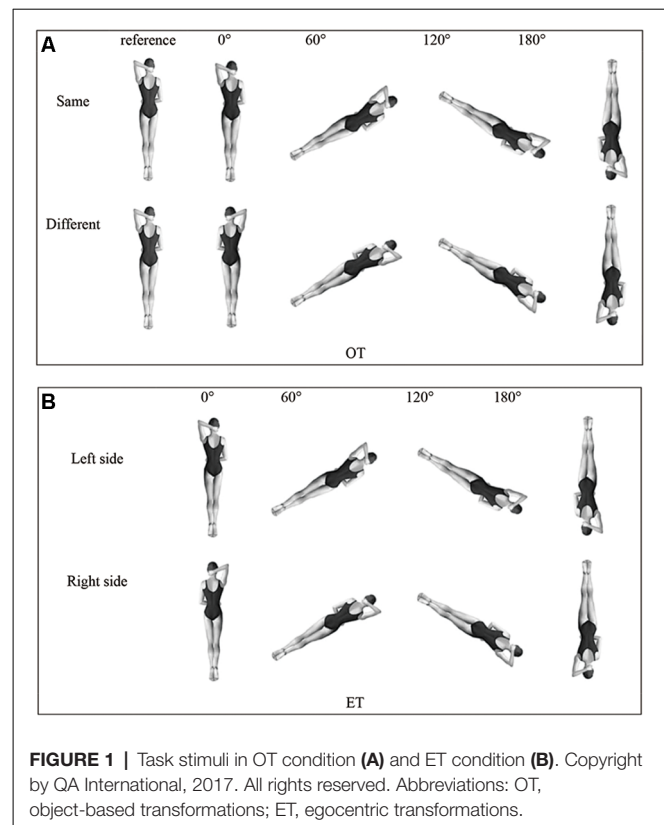 A
reference 0° 60° 120° 180°
Same
Different
OT
B
0° 60° 120° 180°
Left side
Right side
ET
FIGURE 1 | Task stimuli in OT condition (A) and ET condition (B). Copyright
by QA International, 2017. All rights reserved. Abbreviations: OT,
object-based transformations; ET, egocentric transformations.